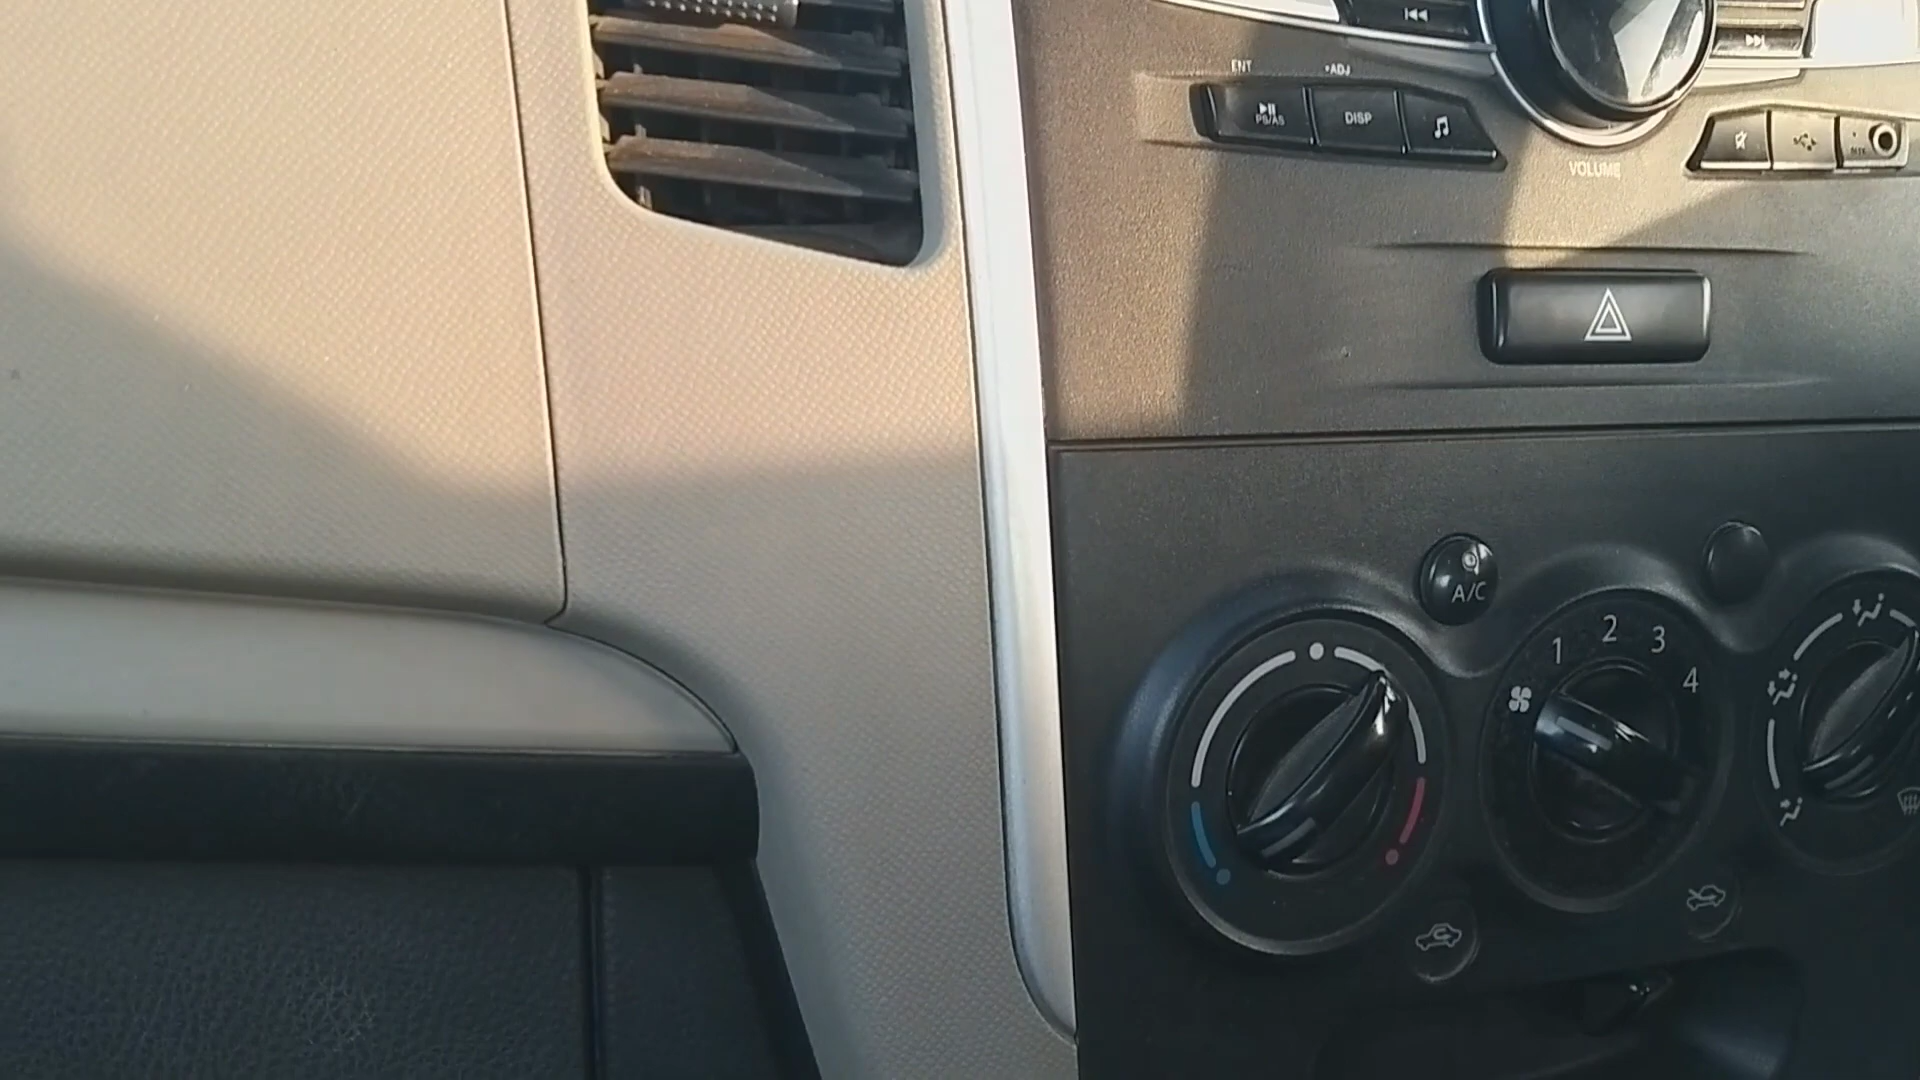 ENT
•ADJ
PS/AS
DISP
VOLUME
A/C
1
2
3
4